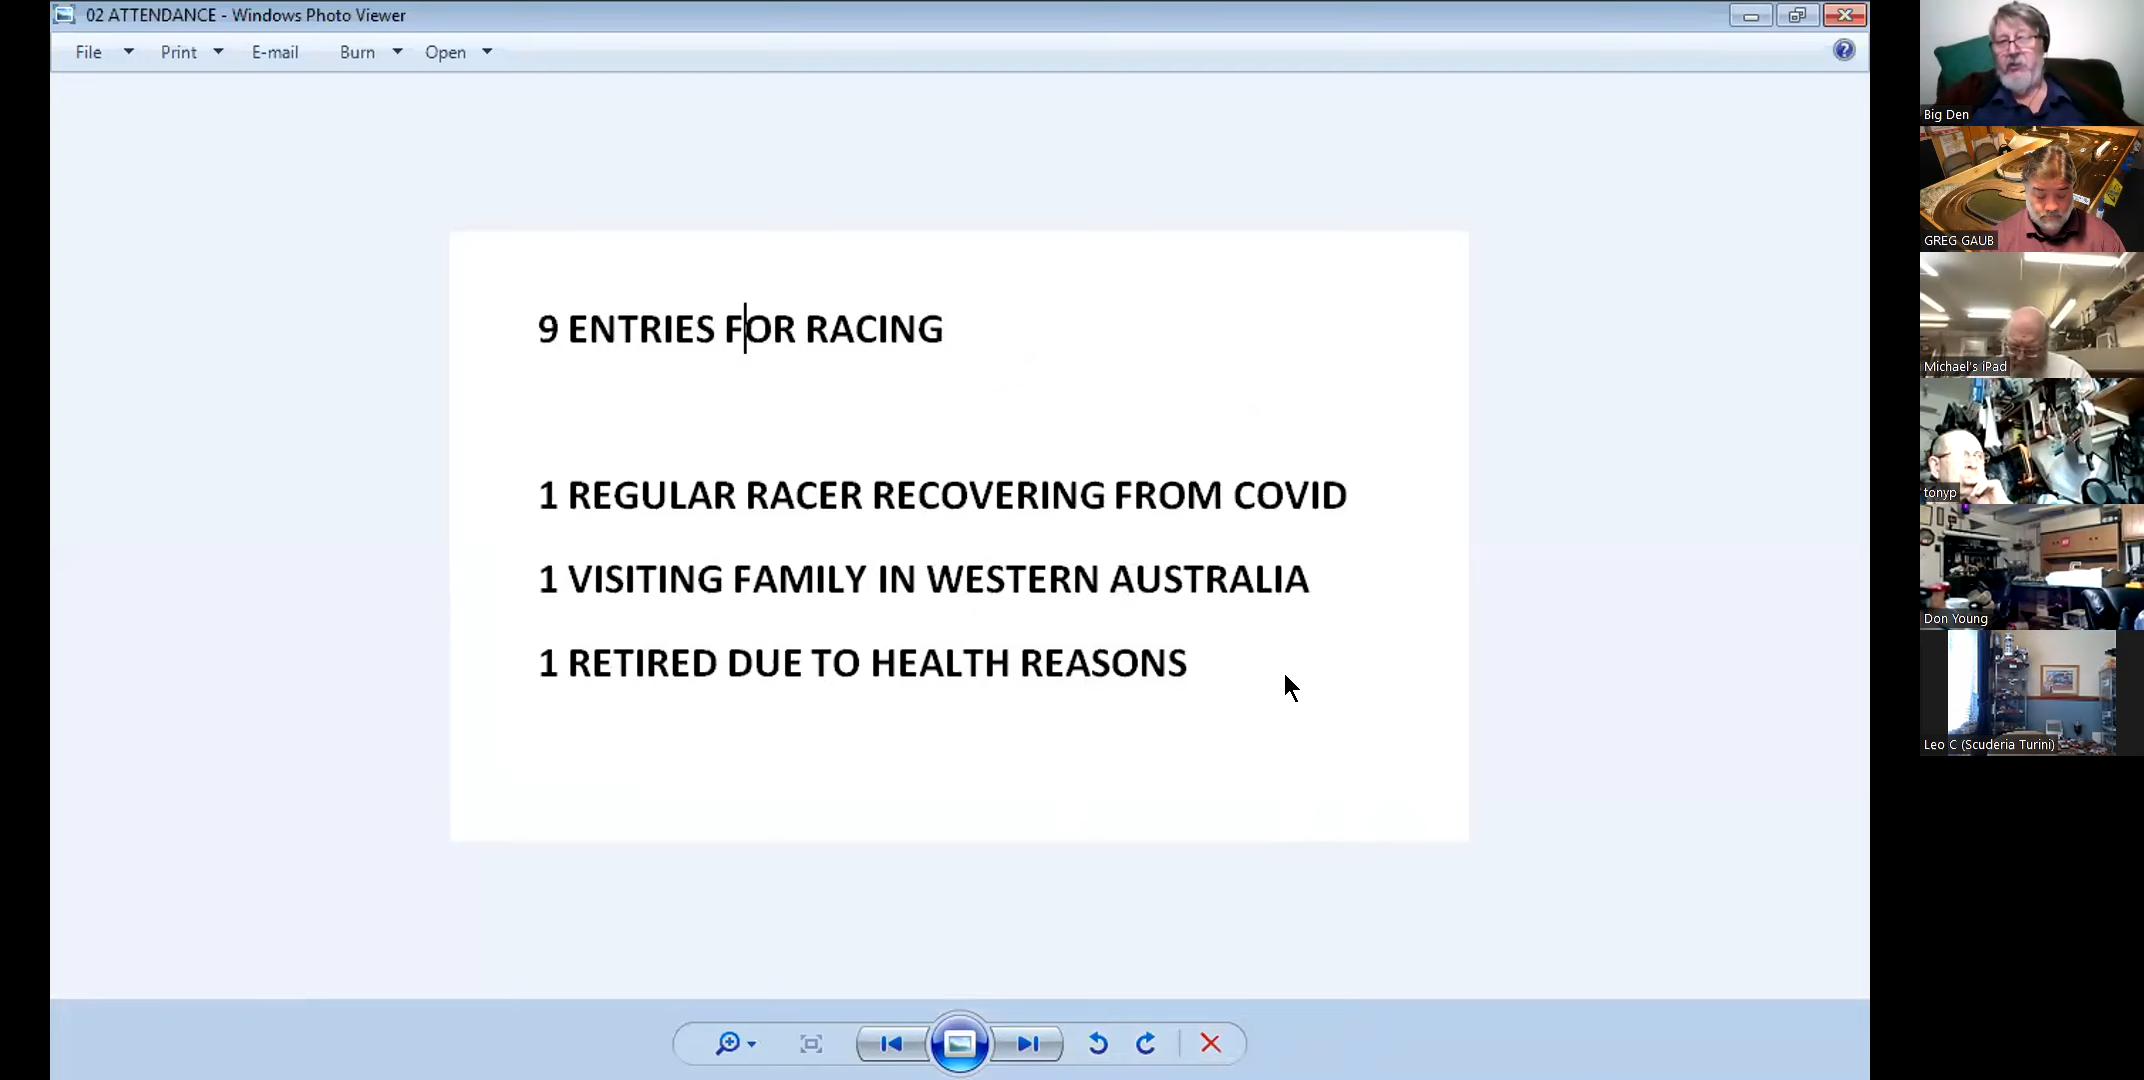 02 ATTENDANCE - Windows Photo Viewer
File Print E-mail Burn Open
9 ENTRIES FOR RACING
1 REGULAR RACER RECOVERING FROM COVID
1 VISITING FAMILY IN WESTERN AUSTRALIA
1 RETIRED DUE TO HEALTH REASONS
Big Den
GREG GAUB
Michael's iPad
tonyp
Don Young
Leo C (Scuderia Turini)